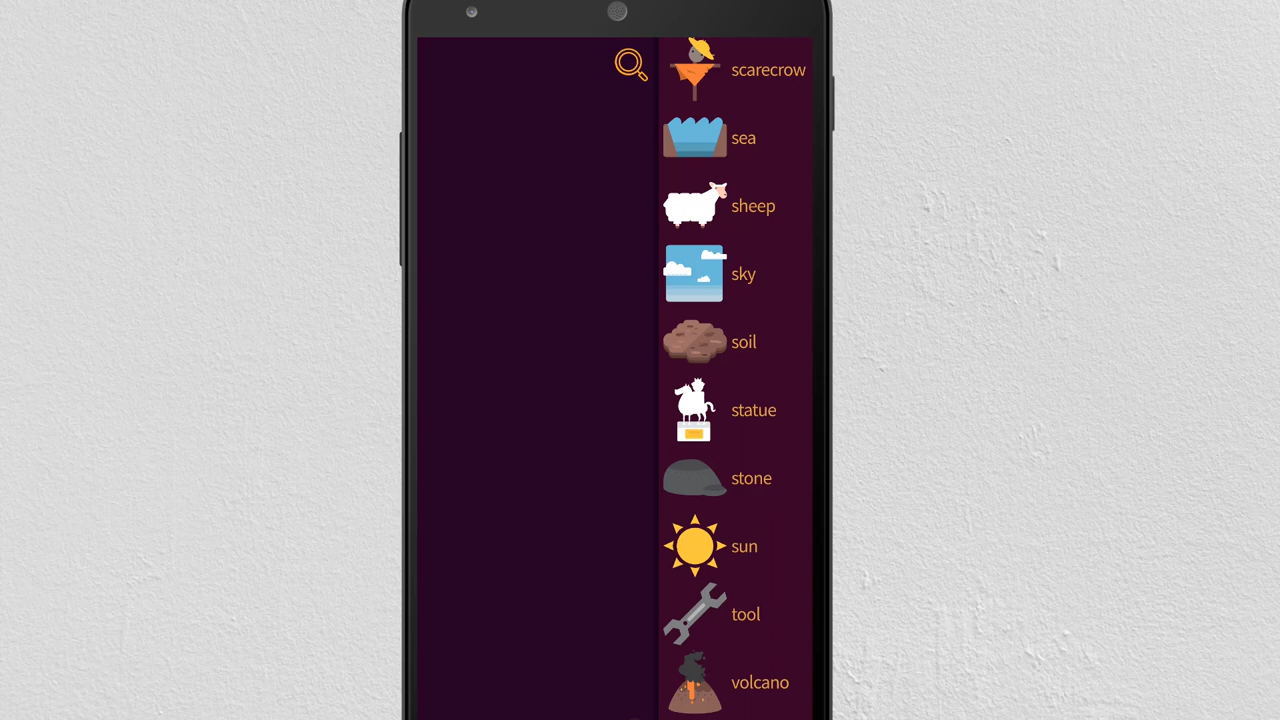 scarecrow
sea
sheep
sky
soil
statue
stone
sun
tool
volcano